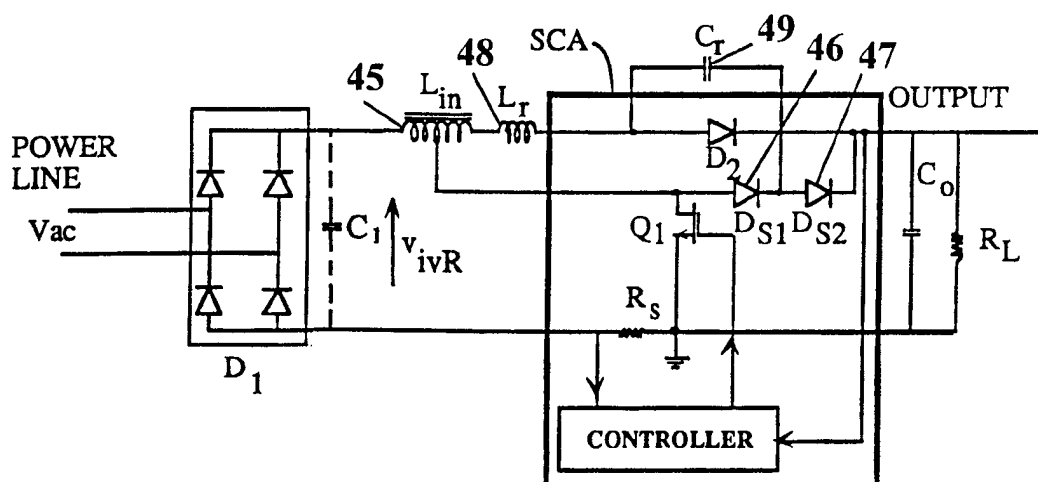 SCA
48
C_r
49
46
47
45
L_in
L_r
OUTPUT
POWER
LINE
D_2
C_o
Vac
C_1
v_ivR
Q_1
D_S1
D_S2
R_L
R_s
D_1
CONTROLLER